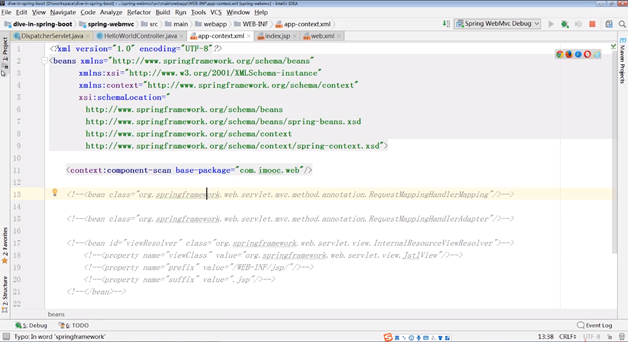 dive-in-spring-boot
File Edit View Navigate Code Analyze Refactor Build Run Tools VCS Window Help
dive-in-spring-boot spring-webmvc src main webapp WEB-INF app-context.xml
Spring WebMvc Debug
DispatcherServlet.java HelloWorldController.java app-context.xml index.jsp web.xml
1 <?xml version="1.0" encoding="UTF-8"?>
2 <beans xmlns="http://www.springframework.org/schema/beans"
3 xmlns:xsi="http://www.w3.org/2001/XMLSchema-instance"
4 xmlns:context="http://www.springframework.org/schema/context"
5 xsi:schemaLocation="
6 http://www.springframework.org/schema/beans
7 http://www.springframework.org/schema/beans/spring-beans.xsd
8 http://www.springframework.org/schema/context
9 http://www.springframework.org/schema/context/spring-context.xsd">
10
11 <context:component-scan base-package="com.imooc.web"/>
12
13 <!--<bean class="org.springframework.web.servlet.mvc.method.annotation.RequestMappingHandlerMapping"/>-->
14
15 <!--<bean class="org.springframework.web.servlet.mvc.method.annotation.RequestMappingHandlerAdapter"/>-->
16
17 <!--<bean id="viewResolver" class="org.springframework.web.servlet.view.InternalResourceViewResolver">-->
18 <!--<property name="viewClass" value="org.springframework.web.servlet.view.JstlView"/>-->
19 <!--<property name="prefix" value="/WEB-INF/jsp/"/>-->
20 <!--<property name="suffix" value=".jsp"/>-->
21 <!--</bean>-->
22
beans
1: Project
2: Favorites
Z: Structure
Maven Projects
5: Debug 6: TODO Event Log
Typo: In word 'springframework' 13:38 CRLF UTF-8